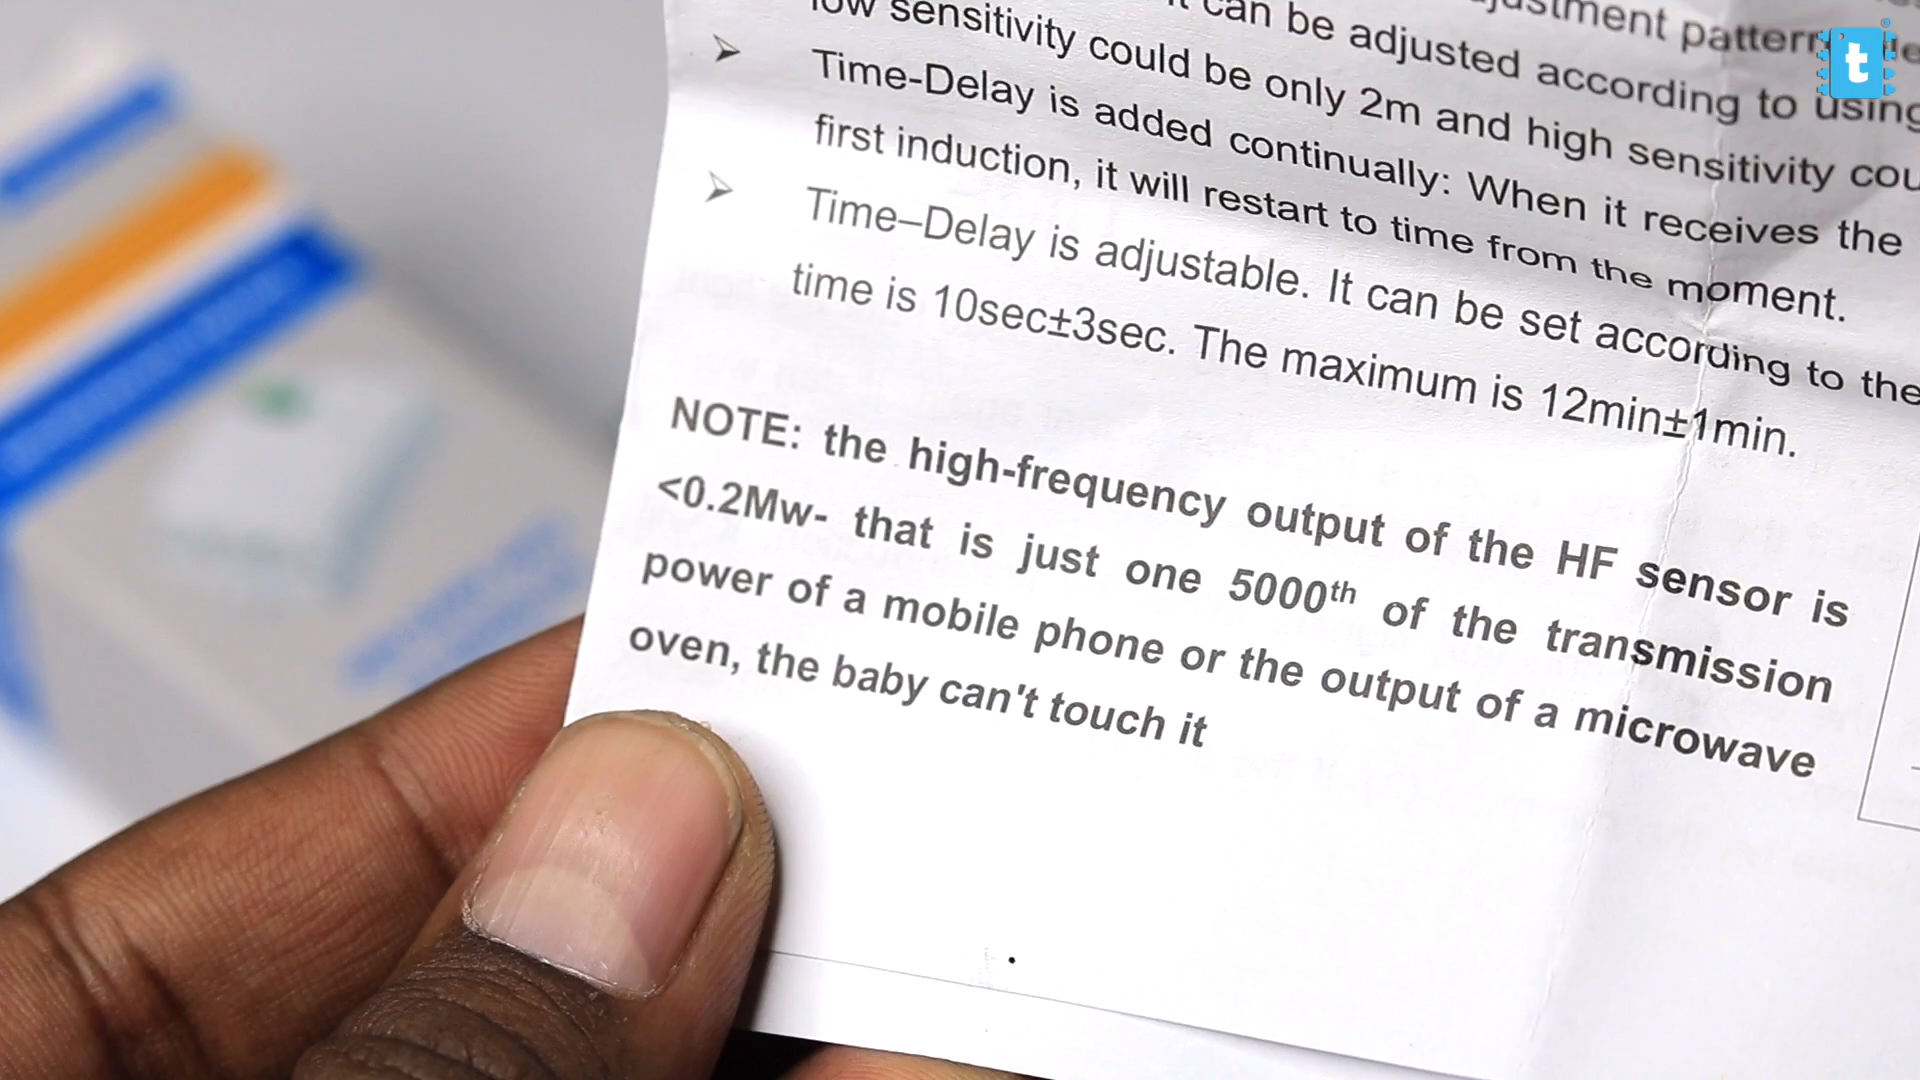 justment pattern
it can be adjusted according to using
low sensitivity could be only 2m and high sensitivity cou
➢ Time-Delay is added continually: When it receives the
first induction, it will restart to time from the moment.
➢ Time–Delay is adjustable. It can be set according to the
time is 10sec±3sec. The maximum is 12min±1min.
NOTE: the high-frequency output of the HF sensor is
<0.2Mw- that is just one 5000th of the transmission
power of a mobile phone or the output of a microwave
oven, the baby can't touch it
t